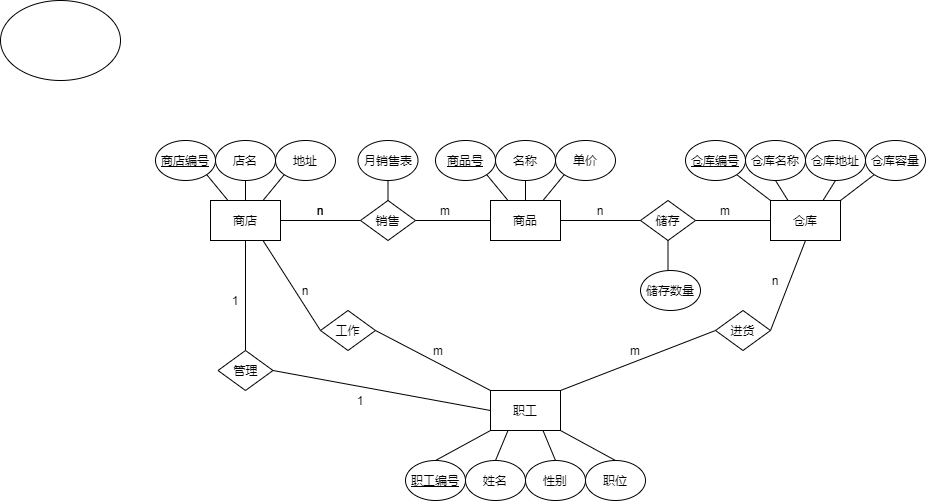 商店编号
店名
地址
月销售表
商品号
名称
单价
仓库编号
仓库名称
仓库地址
仓库容量
商店
n
销售
m
商品
n
储存
m
仓库
储存数量
n
n
1
工作
进货
m
m
管理
1
职工
职工编号
姓名
性别
职位